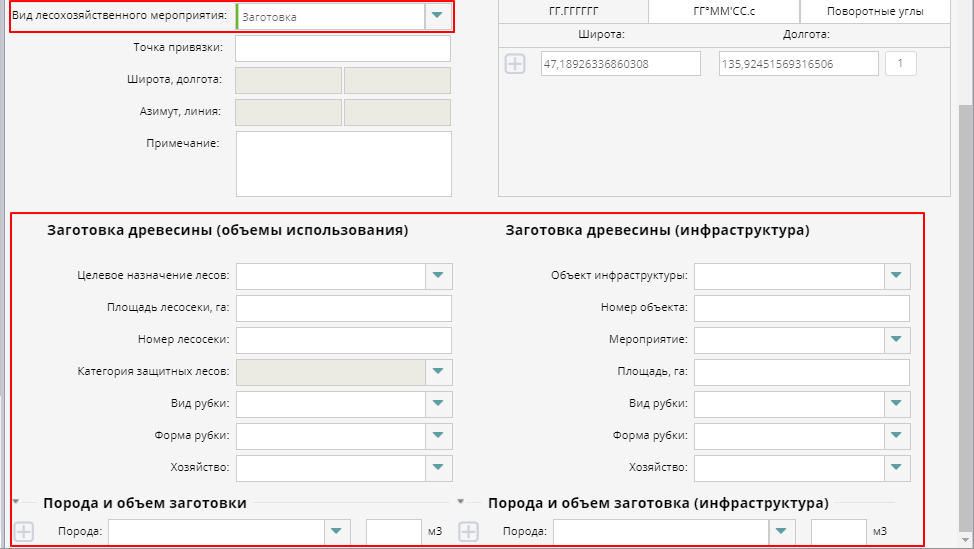 Вид лесохозяйственного мероприятия: Заготовка
Точка привязки:
Широта, долгота:
Азимут, линия:
Примечание:
ГГ.ГГГГГГ ГГ°ММ'СС.с Поворотные углы
Широта: Долгота:
47,18926336860308 135,92451569316506 1
Заготовка древесины (объемы использования)
Целевое назначение лесов:
Площадь лесосеки, га:
Номер лесосеки:
Категория защитных лесов:
Вид рубки:
Форма рубки:
Хозяйство:
Порода и объем заготовки
Порода: м3
Заготовка древесины (инфраструктура)
Объект инфраструктуры:
Номер объекта:
Мероприятие:
Площадь, га:
Вид рубки:
Форма рубки:
Хозяйство:
Порода и объем заготовка (инфраструктура)
Порода: м3